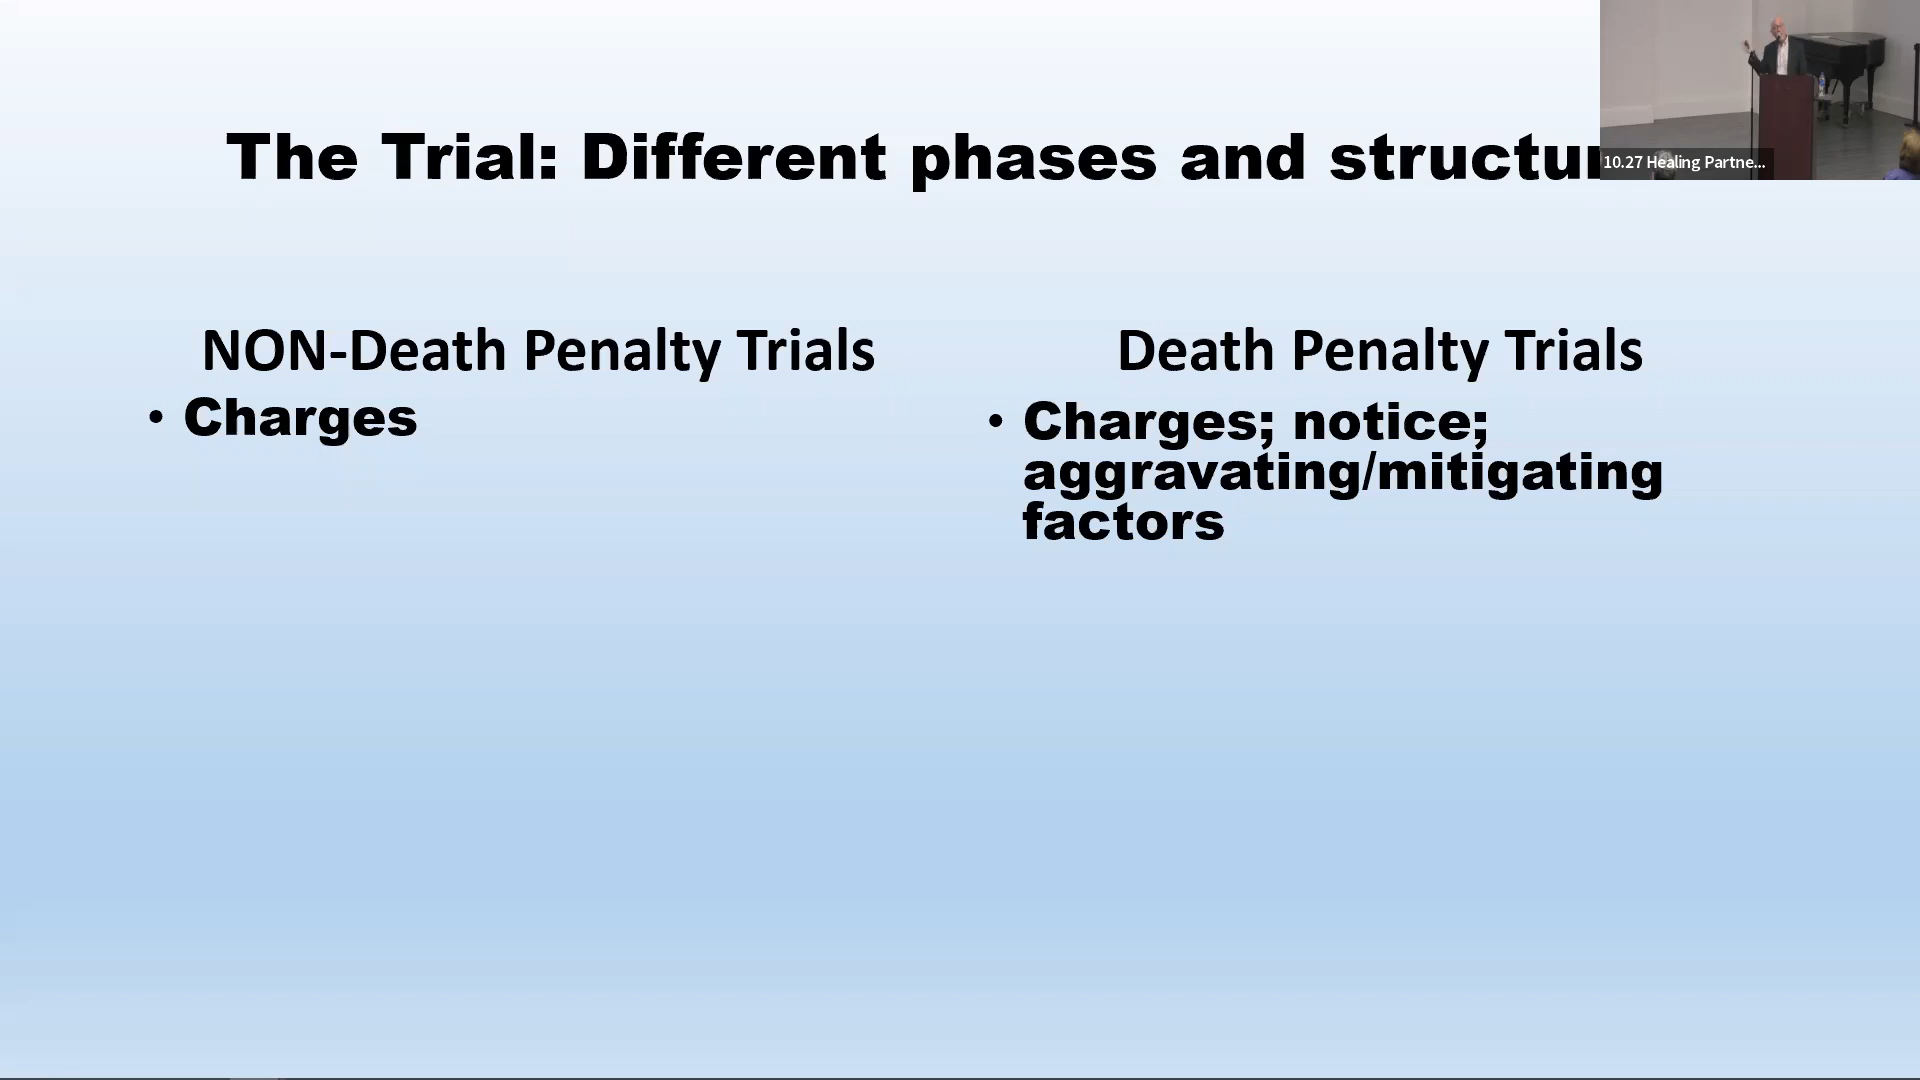 The Trial: Different phases and structur
10.27 Healing Partne...
NON-Death Penalty Trials
• Charges
Death Penalty Trials
• Charges; notice;
aggravating/mitigating
factors